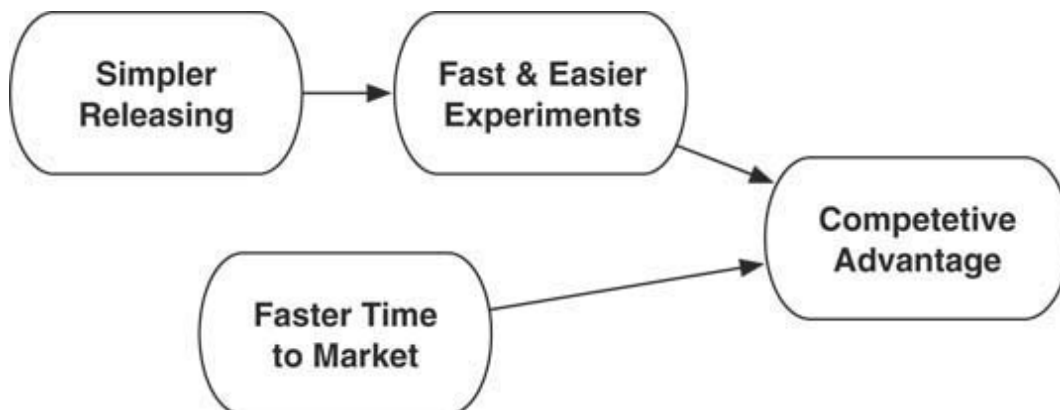 Simpler
Releasing
Fast & Easier
Experiments
Competetive
Advantage
Faster Time
to Market